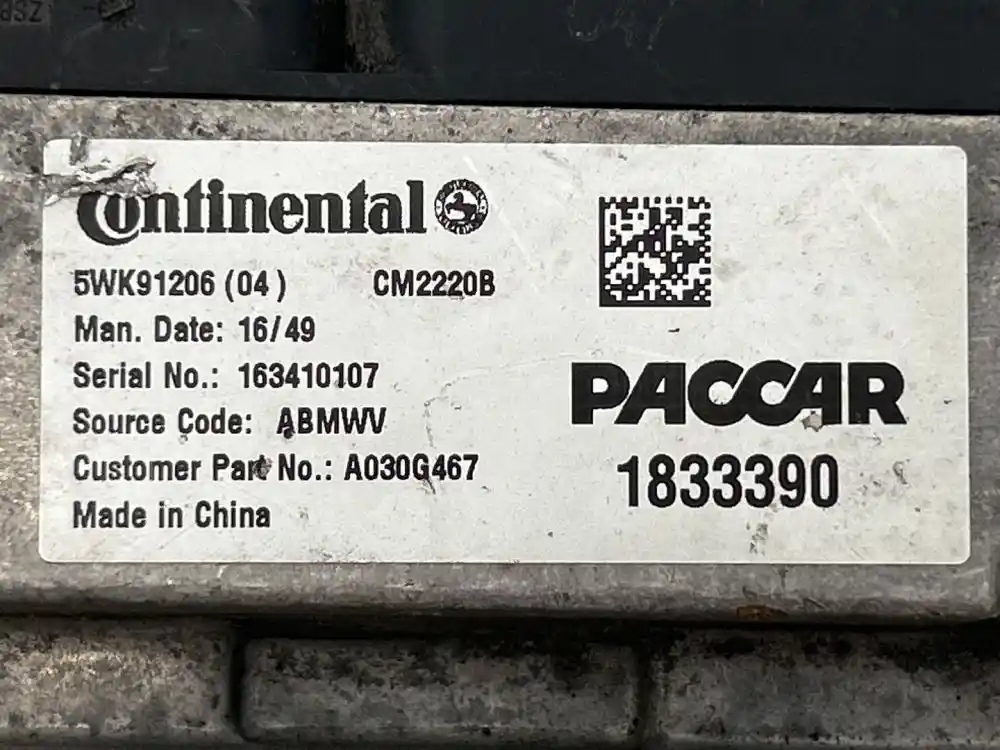 Continental
5WK91206 (04) CM2220B
Man. Date: 16/49
Serial No.: 163410107
Source Code: ABMWV
Customer Part No.: A030G467
Made in China
PACCAR
1833390